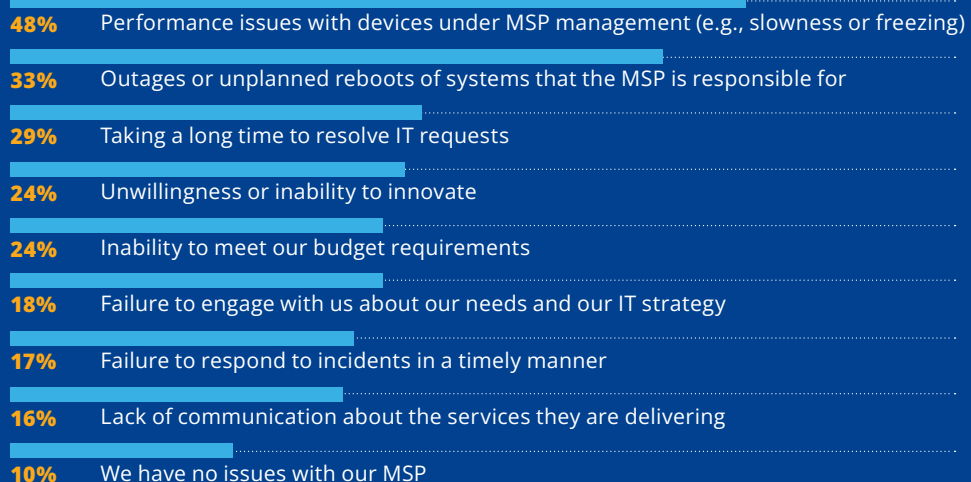 48% Performance issues with devices under MSP management (e.g., slowness or freezing)
33% Outages or unplanned reboots of systems that the MSP is responsible for
29% Taking a long time to resolve IT requests
24% Unwillingness or inability to innovate
24% Inability to meet our budget requirements
18% Failure to engage with us about our needs and our IT strategy
17% Failure to respond to incidents in a timely manner
16% Lack of communication about the services they are delivering
10% We have no issues with our MSP